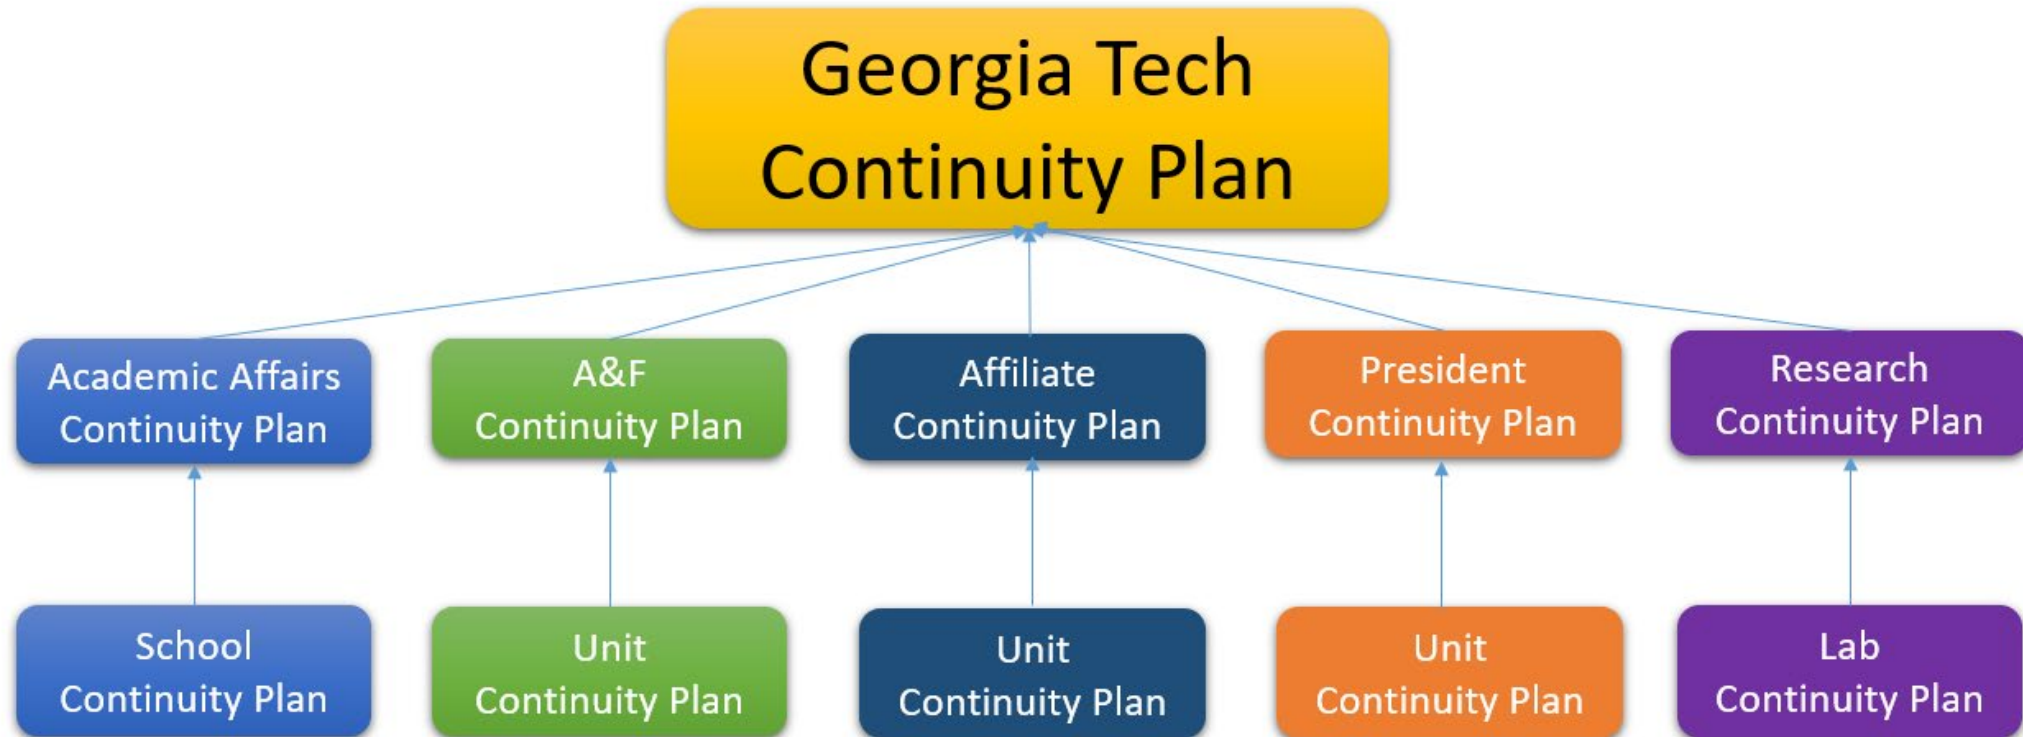 Georgia Tech
Continuity Plan
Academic Affairs
Continuity Plan
A&F
Continuity Plan
Affiliate
Continuity Plan
President
Continuity Plan
Research
Continuity Plan
School
Continuity Plan
Unit
Continuity Plan
Unit
Continuity Plan
Unit
Continuity Plan
Lab
Continuity Plan